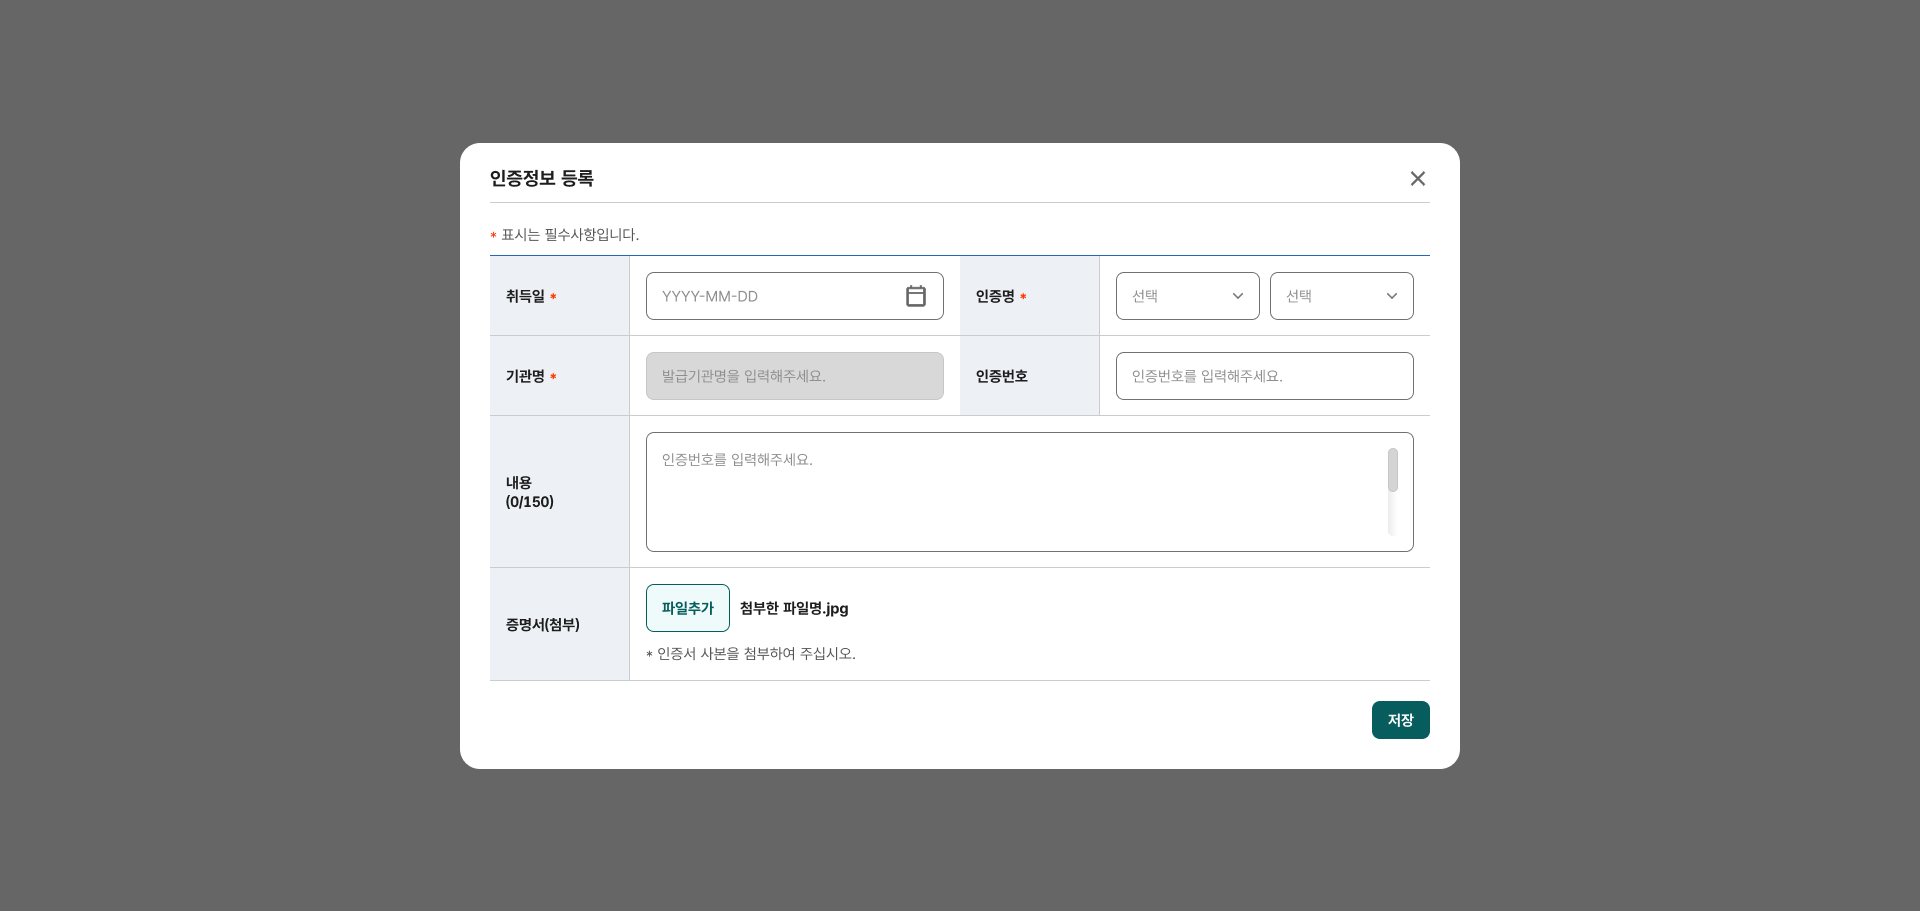 인증정보 등록
* 표시는 필수사항입니다.
취득일 *
YYYY-MM-DD
인증명 *
선택
선택
기관명 *
발급기관명을 입력해주세요.
인증번호
인증번호를 입력해주세요.
내용
(0/150)
인증번호를 입력해주세요.
증명서(첨부)
파일추가
첨부한 파일명.jpg
* 인증서 사본을 첨부하여 주십시오.
저장